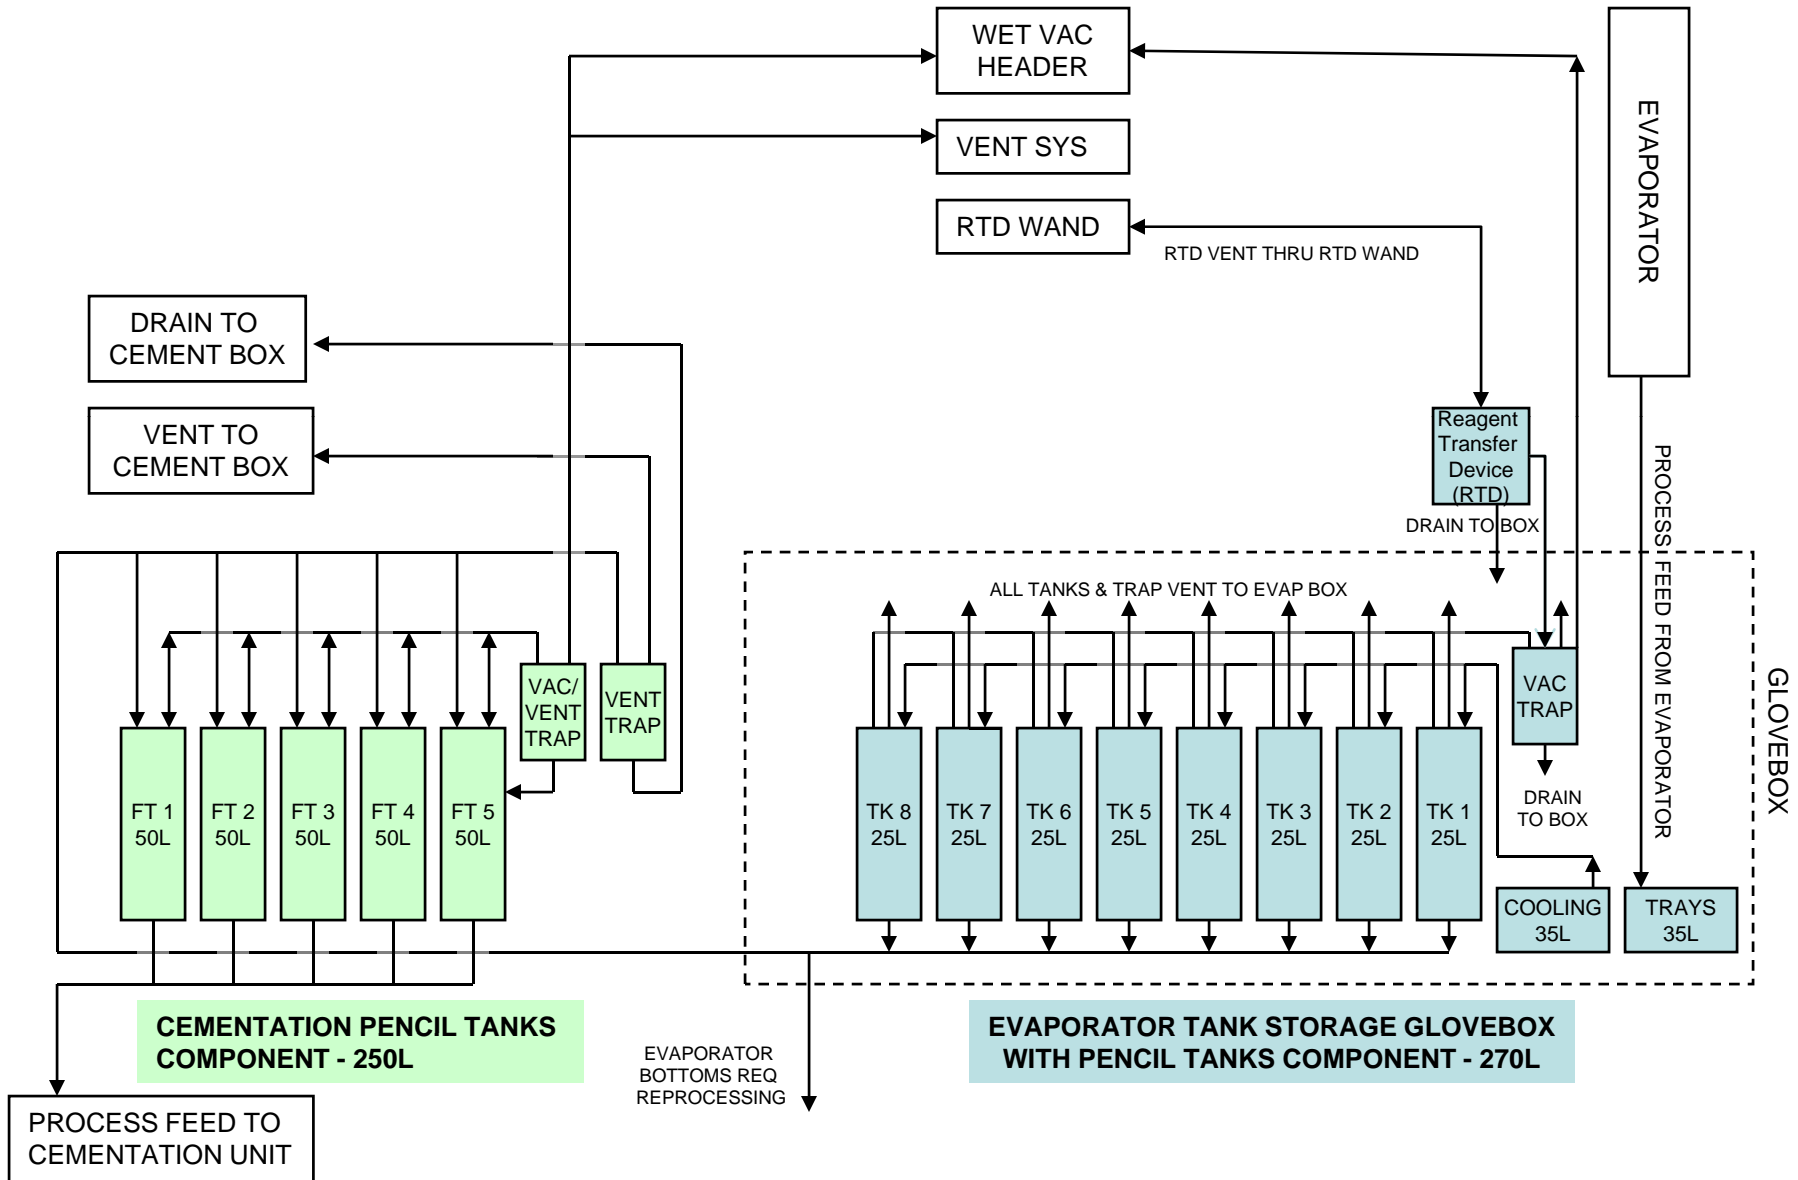 WET VAC
HEADER
VENT SYS
RTD WAND
RTD VENT THRU RTD WAND
EVAPORATOR
DRAIN TO
CEMENT BOX
VENT TO
CEMENT BOX
Reagent
Transfer
Device
(RTD)
DRAIN TO BOX
PROCESS FEED FROM EVAPORATOR
GLOVEBOX
ALL TANKS & TRAP VENT TO EVAP BOX
VAC/
VENT
TRAP
VENT
TRAP
VAC
TRAP
DRAIN
TO BOX
FT 1
50L
FT 2
50L
FT 3
50L
FT 4
50L
FT 5
50L
TK 8
25L
TK 7
25L
TK 6
25L
TK 5
25L
TK 4
25L
TK 3
25L
TK 2
25L
TK 1
25L
COOLING
35L
TRAYS
35L
CEMENTATION PENCIL TANKS
COMPONENT - 250L
EVAPORATOR TANK STORAGE GLOVEBOX
WITH PENCIL TANKS COMPONENT - 270L
EVAPORATOR
BOTTOMS REQ
REPROCESSING
PROCESS FEED TO
CEMENTATION UNIT